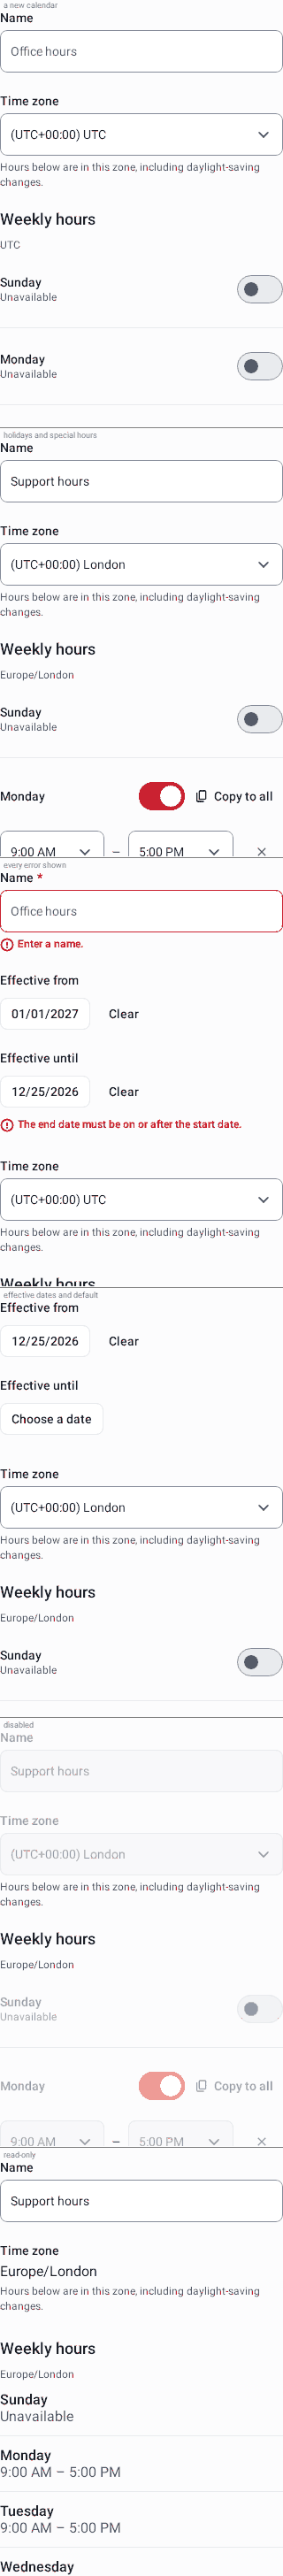 a new calendar
Name
Office hours
Time zone
(UTC+00:00) UTC
Hours below are in this zone, including daylight-saving
changes.
Weekly hours
UTC
Sunday
Unavailable
Monday
Unavailable
holidays and special hours
Name
Support hours
Time zone
(UTC+00:00) London
Hours below are in this zone, including daylight-saving
changes.
Weekly hours
Europe/London
Sunday
Unavailable
Monday
Copy to all
9:00 AM – 5:00 PM
every error shown
Name *
Office hours
Enter a name.
Effective from
01/01/2027 Clear
Effective until
12/25/2026 Clear
The end date must be on or after the start date.
Time zone
(UTC+00:00) UTC
Hours below are in this zone, including daylight-saving
changes.
Weekly hours
effective dates and default
Effective from
12/25/2026 Clear
Effective until
Choose a date
Time zone
(UTC+00:00) London
Hours below are in this zone, including daylight-saving
changes.
Weekly hours
Europe/London
Sunday
Unavailable
disabled
Name
Support hours
Time zone
(UTC+00:00) London
Hours below are in this zone, including daylight-saving
changes.
Weekly hours
Europe/London
Sunday
Unavailable
Monday
Copy to all
9:00 AM – 5:00 PM
read-only
Name
Support hours
Time zone
Europe/London
Hours below are in this zone, including daylight-saving
changes.
Weekly hours
Europe/London
Sunday
Unavailable
Monday
9:00 AM – 5:00 PM
Tuesday
9:00 AM – 5:00 PM
Wednesday